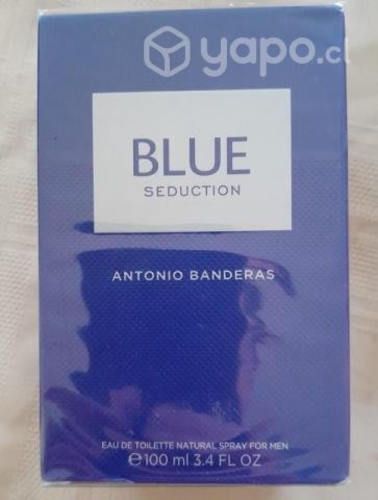 yapo.cl
BLUE
SEDUCTION
ANTONIO BANDERAS
EAU DE TOILETTE NATURAL SPRAY FOR MEN
℮100 ml 3.4 FL OZ